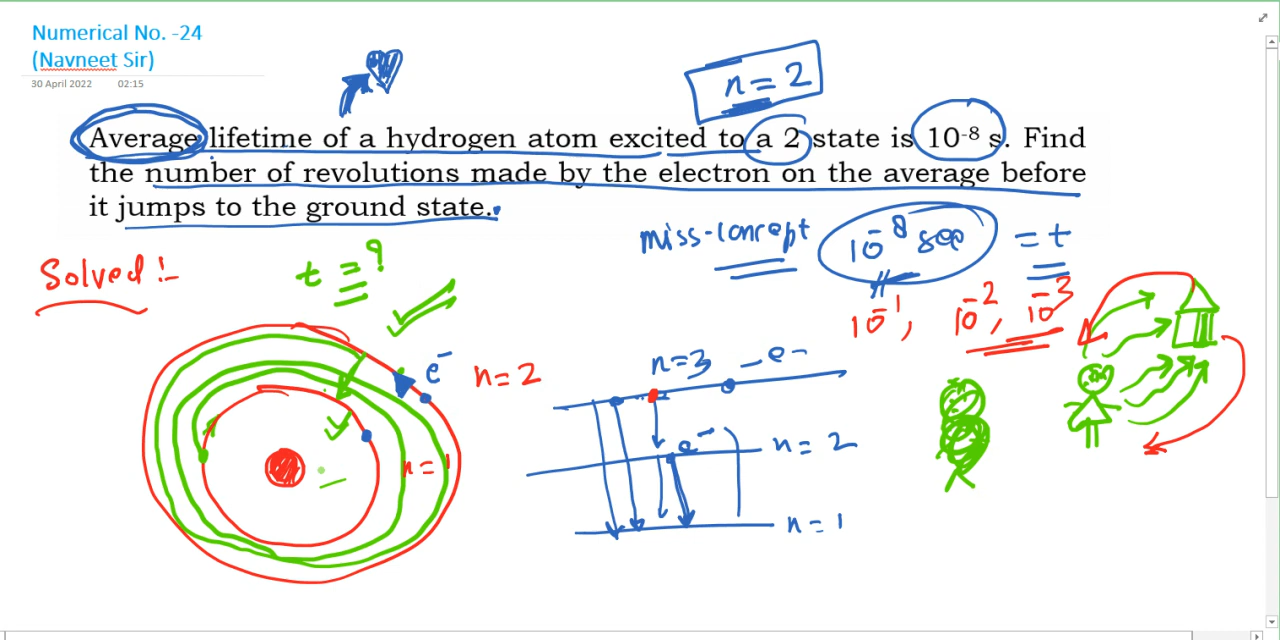 Numerical No. -24
(Navneet Sir)
30 April 2022 02:15
n=2
Average lifetime of a hydrogen atom excited to a 2 state is 10⁻⁸ s. Find
the number of revolutions made by the electron on the average before
it jumps to the ground state.
miss-concept 10⁻⁸ sec = t
Solved :-
t = ?
10⁻¹, 10⁻², 10⁻³
e⁻ n=2
n=3 e⁻
e⁻ n=2
n=1
n=1